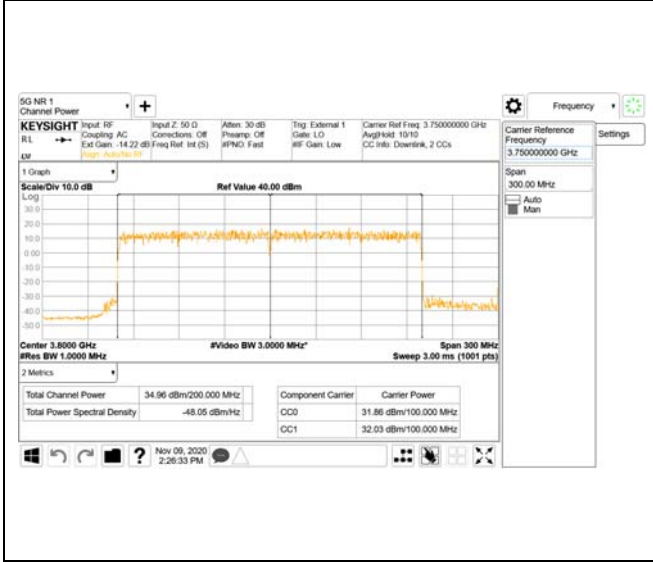 5G NR 1
Channel Power
Frequency
KEYSIGHT
RL
Input: RF
Coupling: AC
Ext Gain: -14.22 dB
Align: Auto/No RF
Input Z: 50 Ω
Corrections: Off
Freq Ref: Int (S)
Atten: 30 dB
Preamp: Off
#PNO: Fast
Trig: External 1
Gate: LO
#IF Gain: Low
Carrier Ref Freq: 3.750000000 GHz
Avg|Hold: 10/10
CC Info: Downlink, 2 CCs
Carrier Reference
Frequency
3.750000000 GHz
Settings
Span
300.00 MHz
Auto
Man
1 Graph
Scale/Div 10.0 dB
Ref Value 40.00 dBm
Log
30.0
20.0
10.0
0.00
-10.0
-20.0
-30.0
-40.0
-50.0
Center 3.8000 GHz
#Video BW 3.0000 MHz*
Span 300 MHz
#Res BW 1.0000 MHz
Sweep 3.00 ms (1001 pts)
2 Metrics
Total Channel Power 34.96 dBm/200.000 MHz
Total Power Spectral Density -48.05 dBm/Hz
Component Carrier Carrier Power
CC0 31.86 dBm/100.000 MHz
CC1 32.03 dBm/100.000 MHz
?
Nov 09, 2020
2:26:33 PM